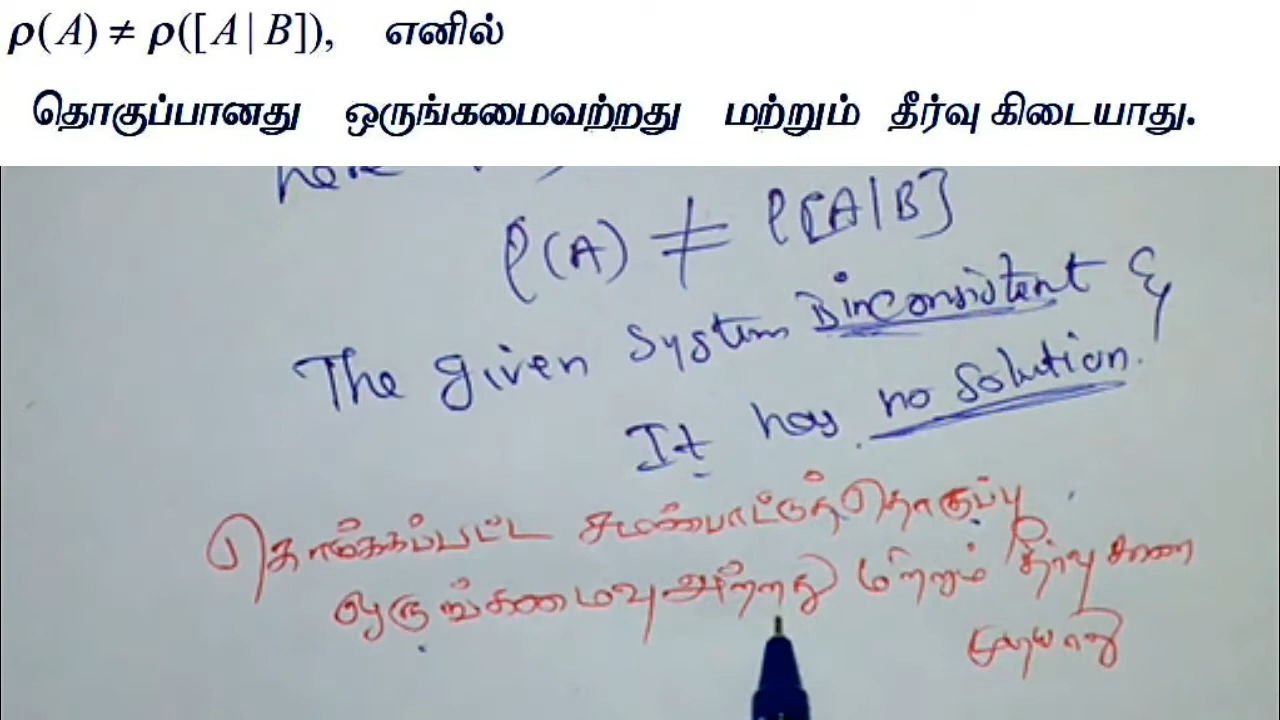 ρ(A) ≠ ρ([A|B]), எனில்
தொகுப்பானது ஒருங்கமைவற்றது மற்றும் தீர்வு கிடையாது.
ρ(A) ≠ ρ[A|B]
The given system is inconsistent &
It has no solution.
தொகுக்கப்பட்ட சமன்பாட்டுத்தொகுப்பு
ஒருங்கமைவு அற்றது மற்றும் தீர்வு காண
முடியாது